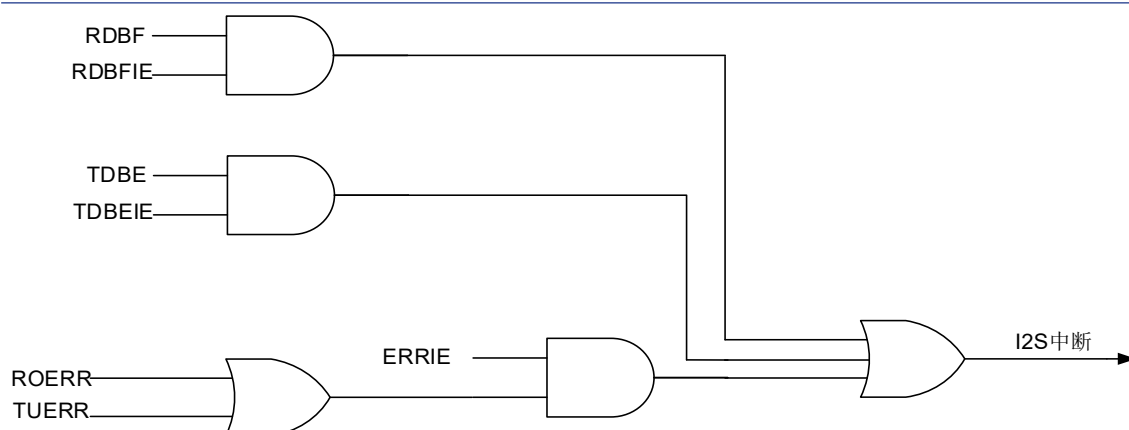 RDBF
RDBFIE
TDBE
TDBEIE
ERRIE
I2S中断
ROERR
TUERR